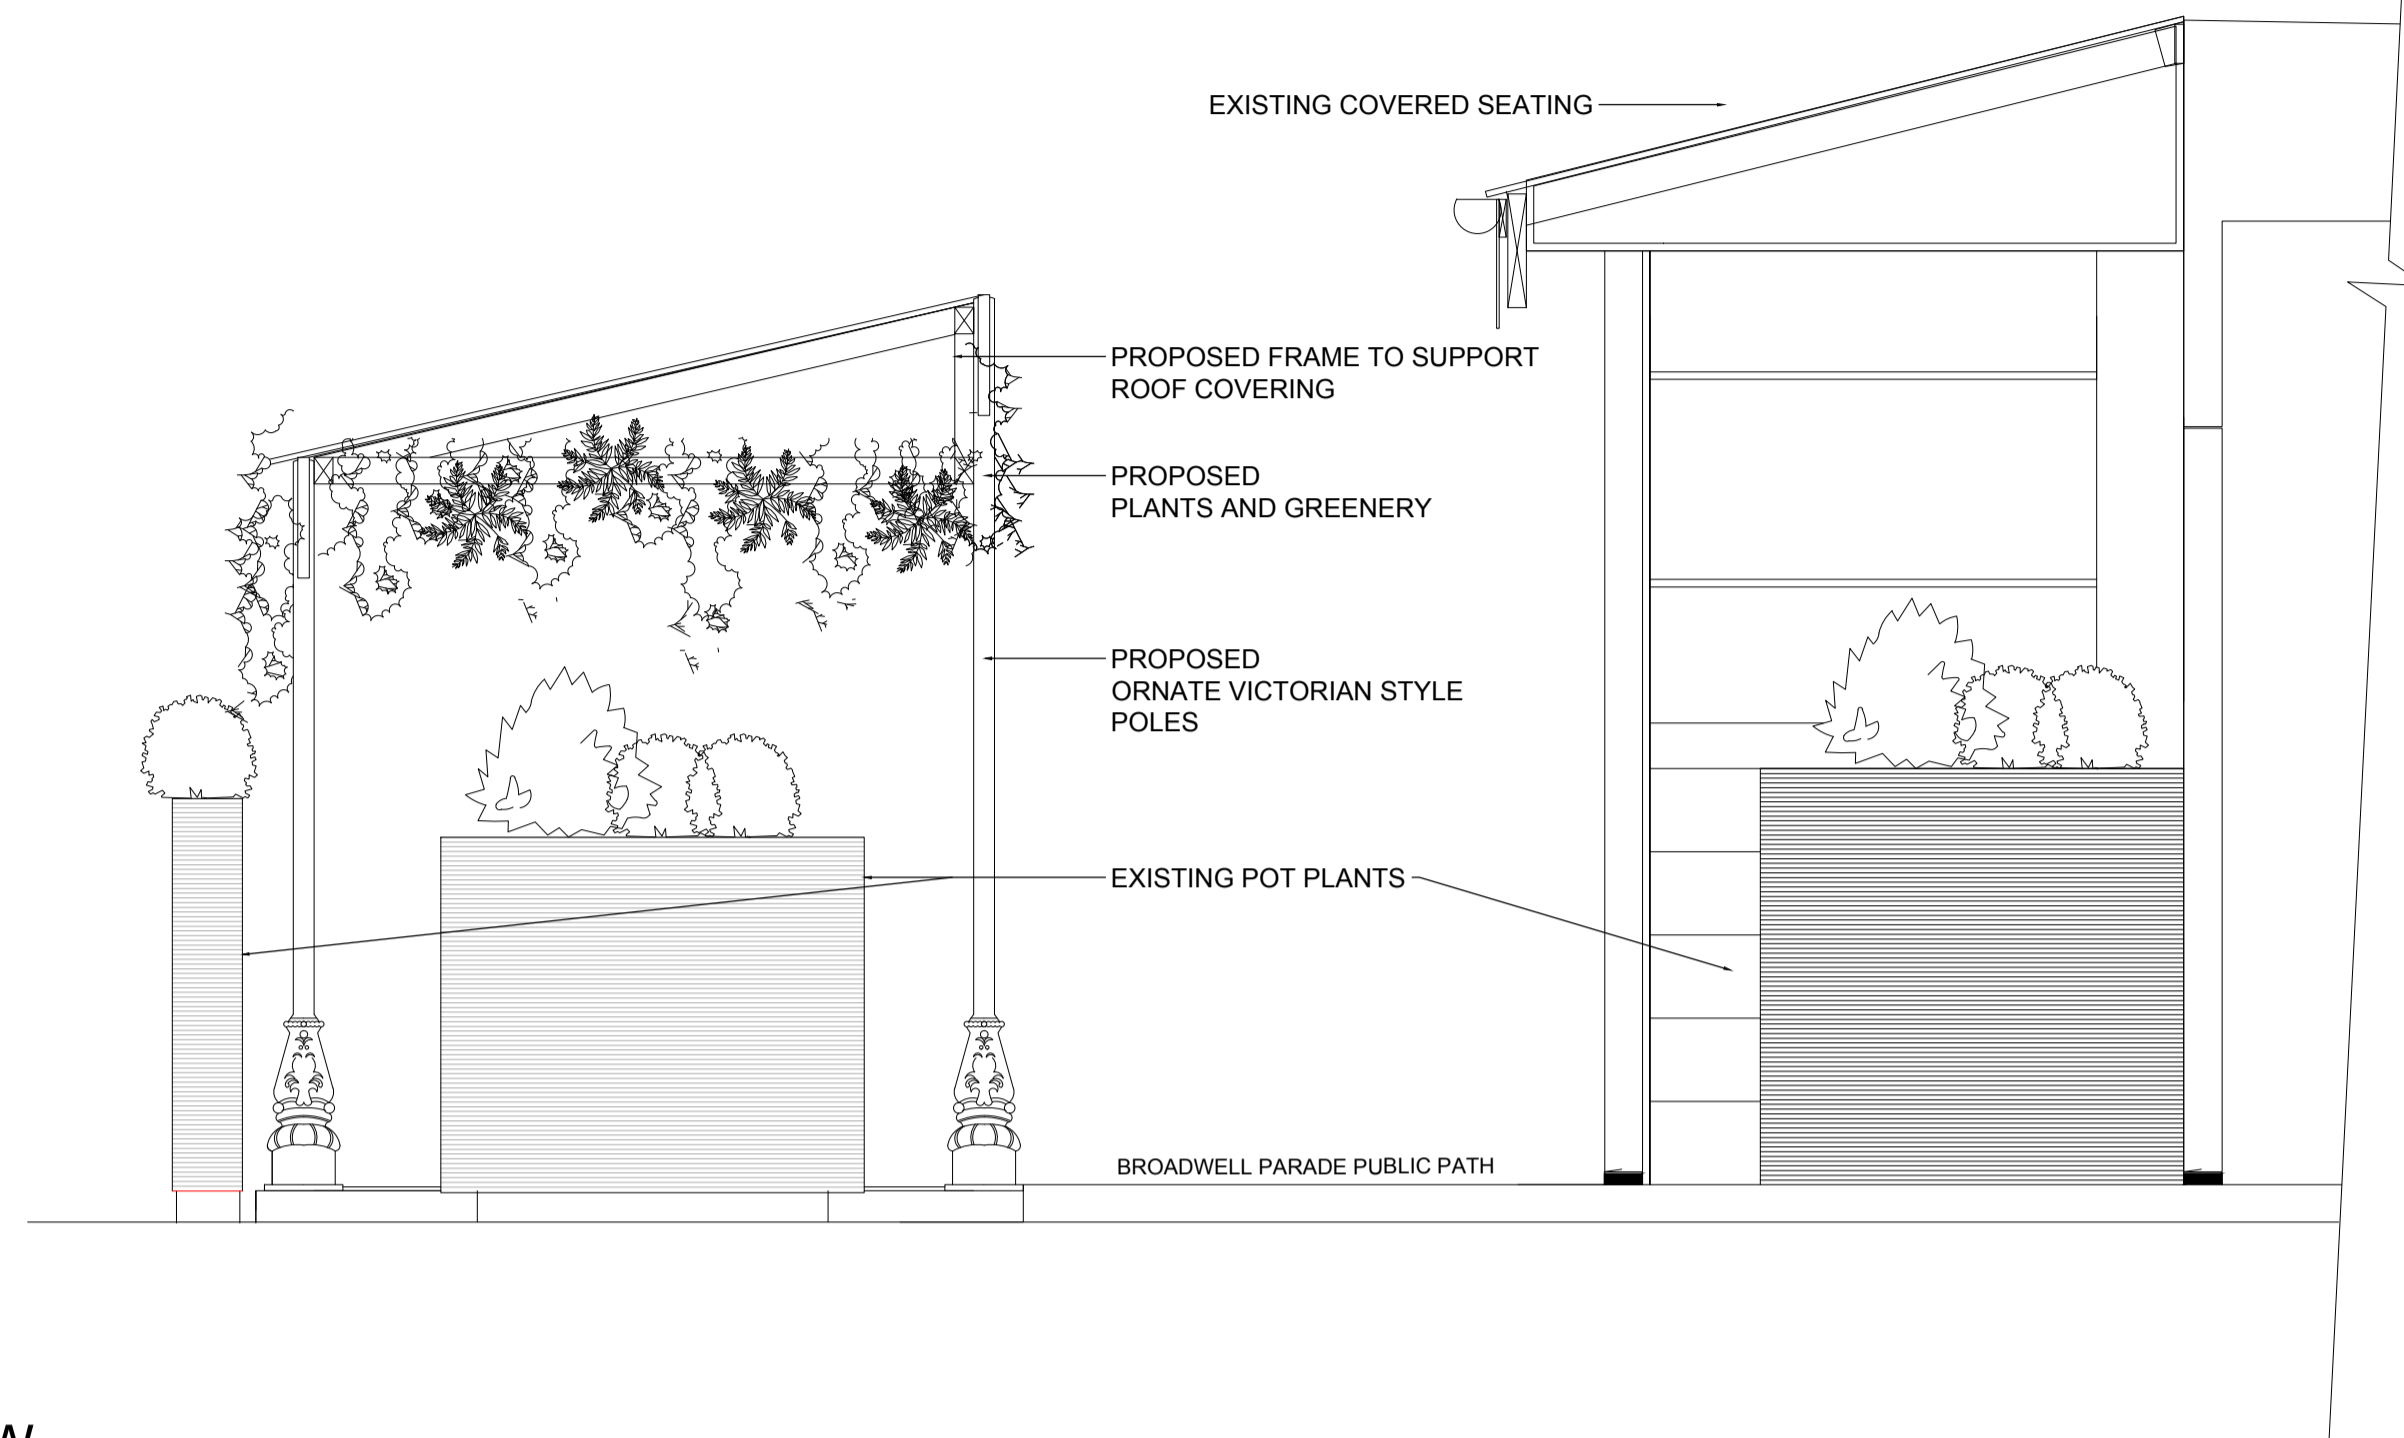 EXISTING COVERED SEATING
PROPOSED FRAME TO SUPPORT
ROOF COVERING
PROPOSED
PLANTS AND GREENERY
PROPOSED
ORNATE VICTORIAN STYLE
POLES
EXISTING POT PLANTS
BROADWELL PARADE PUBLIC PATH